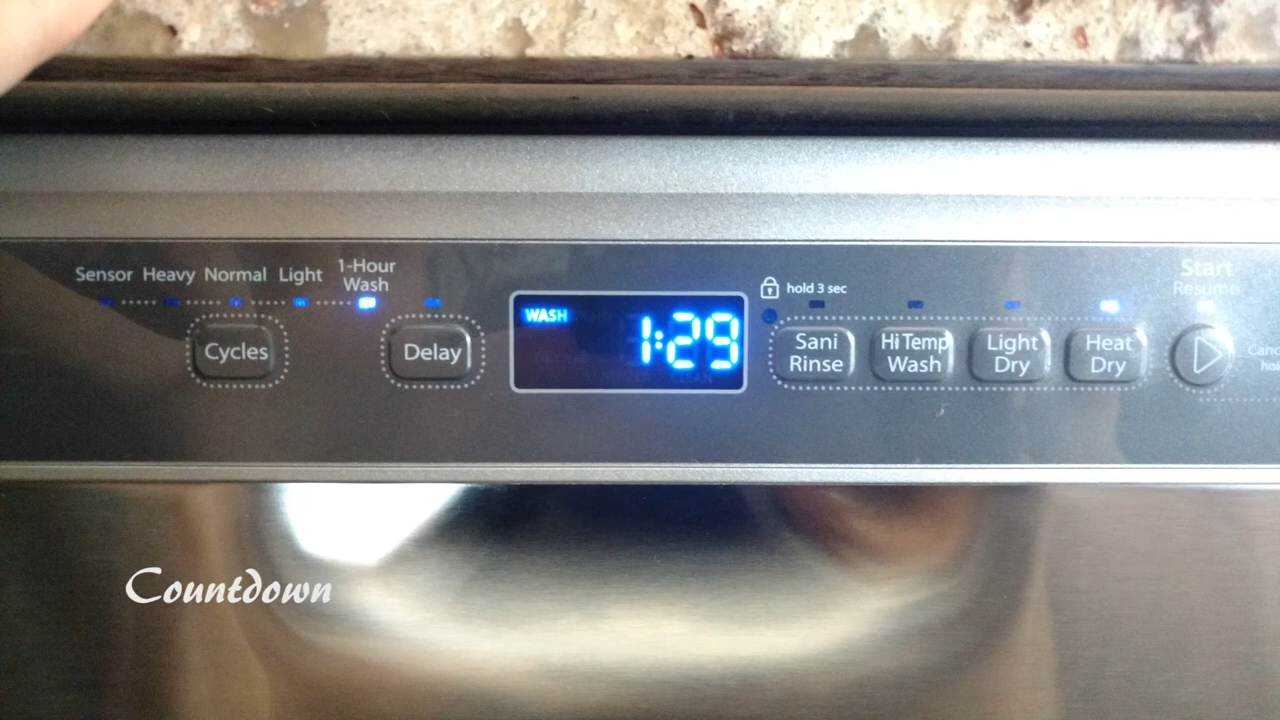 Sensor Heavy Normal Light 1-Hour Wash
Cycles
Delay
WASH
1:29
hold 3 sec
Sani Rinse
Hi Temp Wash
Light Dry
Heat Dry
Start
Resume
Countdown